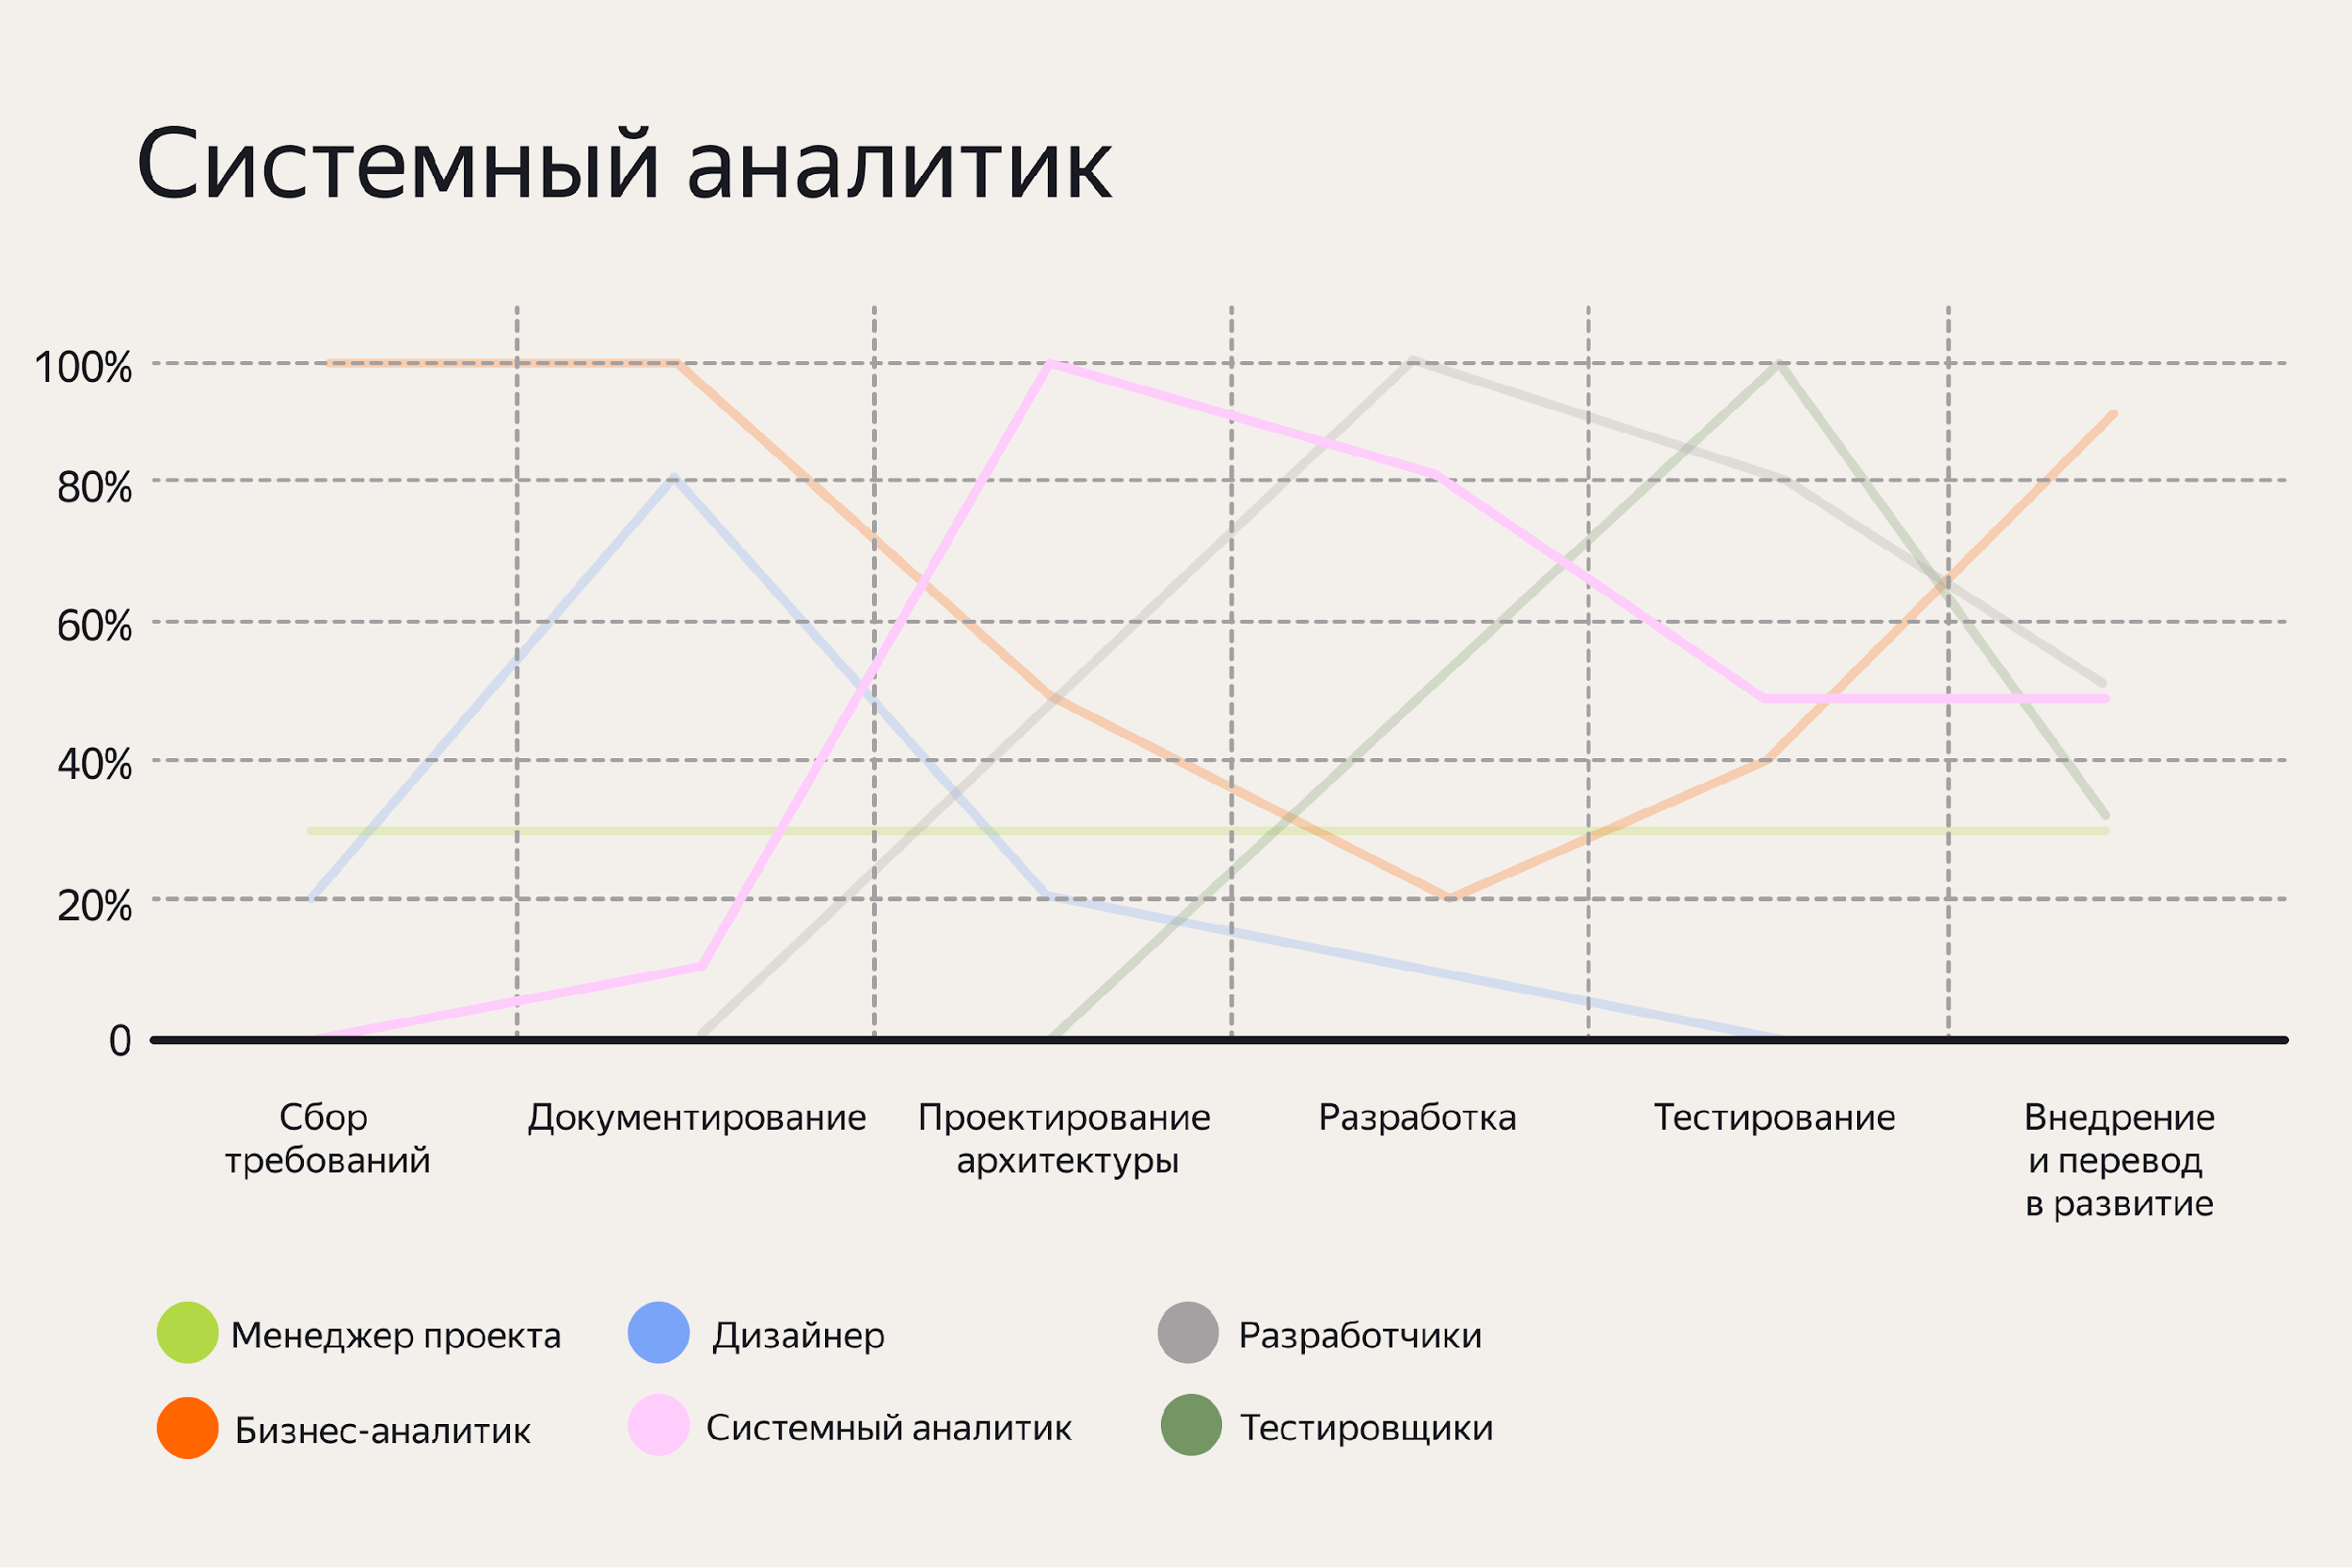 Системный аналитик
100%
80%
60%
40%
20%
0
Сбор
требований
Документирование
Проектирование
архитектуры
Разработка
Тестирование
Внедрение
и перевод
в развитие
Менеджер проекта
Дизайнер
Разработчики
Бизнес-аналитик
Системный аналитик
Тестировщики